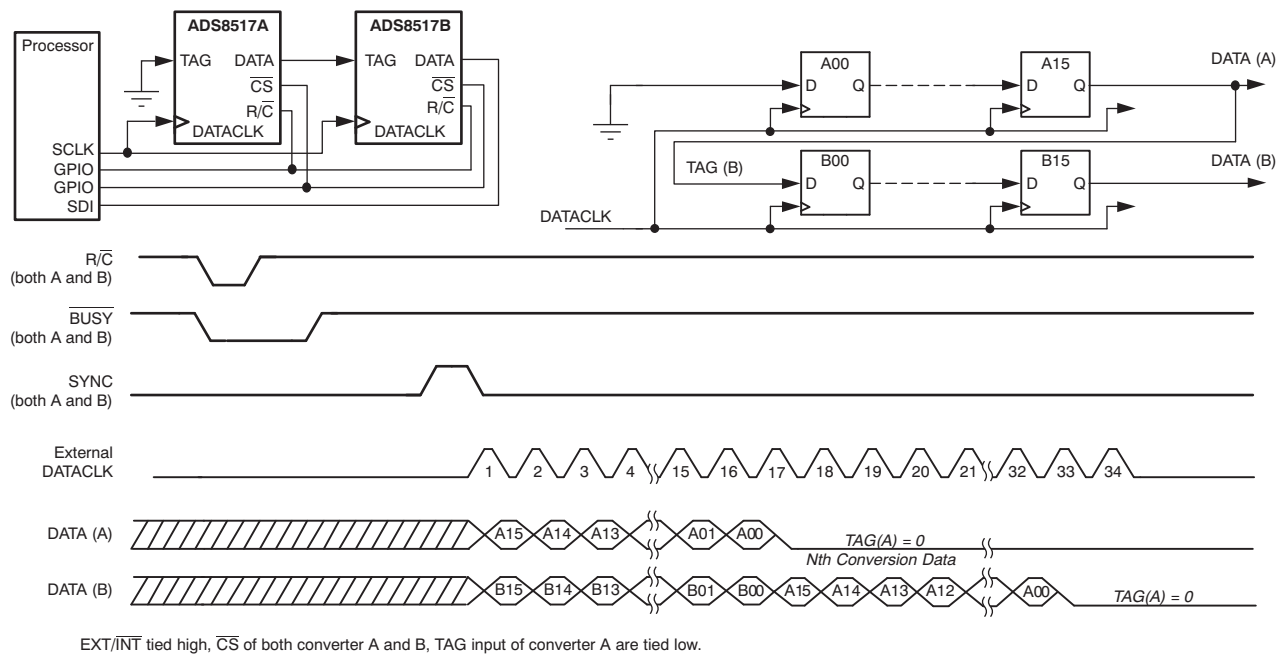 ADS8517A
ADS8517B
Processor
TAG DATA
TAG DATA
CS
CS
R/C
R/C
DATACLK
DATACLK
SCLK
GPIO
GPIO
SDI
A00
A15
DATA (A)
D Q
D Q
TAG (B)
B00
B15
DATA (B)
D Q
D Q
DATACLK
R/C
(both A and B)
BUSY
(both A and B)
SYNC
(both A and B)
External
DATACLK
1 2 3 4 15 16 17 18 19 20 21 32 33 34
DATA (A)
A15 A14 A13 A01 A00 TAG(A) = 0
Nth Conversion Data
DATA (B)
B15 B14 B13 B01 B00 A15 A14 A13 A12 A00 TAG(A) = 0
EXT/INT tied high, CS of both converter A and B, TAG input of converter A are tied low.